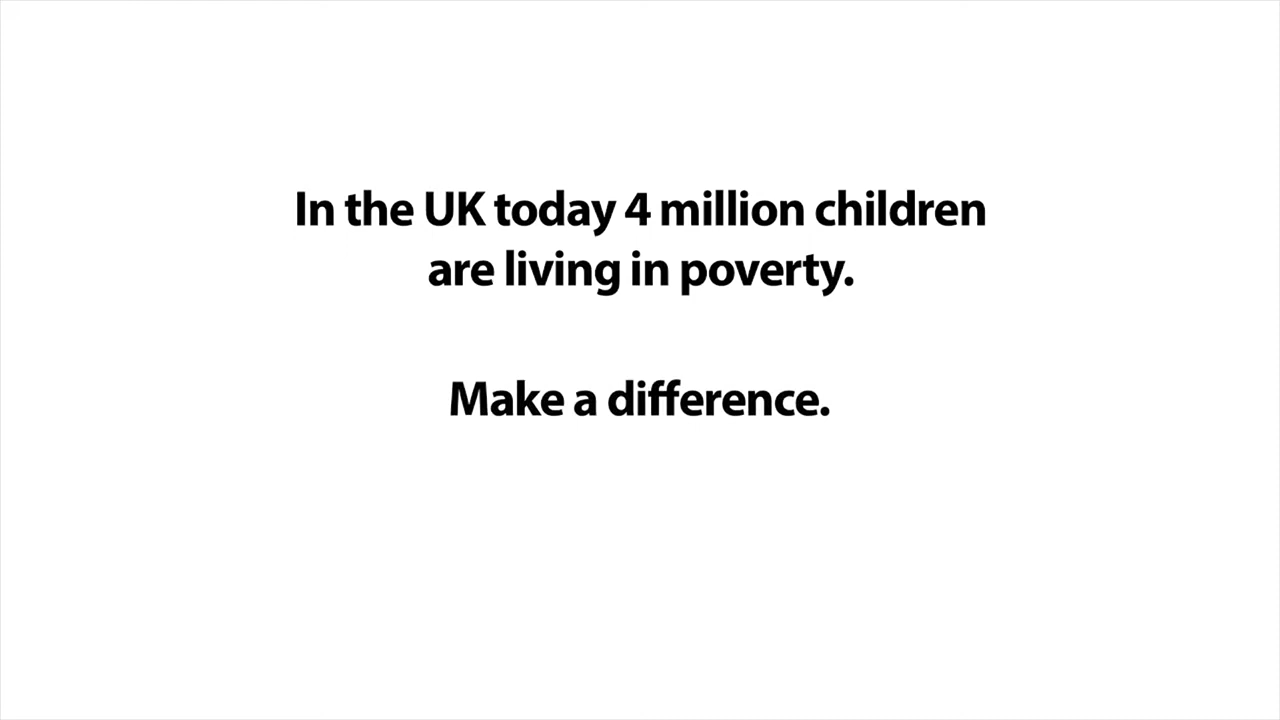 In the UK today 4 million children
are living in poverty.
Make a difference.